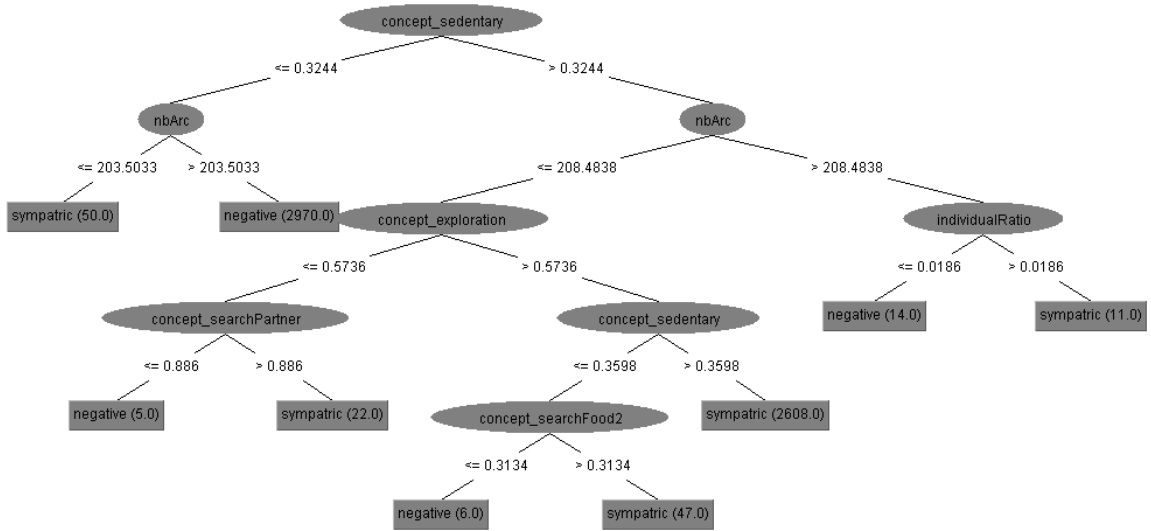 concept_sedentary
<= 0.3244
> 0.3244
nbArc
nbArc
<= 203.5033
> 203.5033
<= 208.4838
> 208.4838
sympatric (50.0)
negative (2970.0)
concept_exploration
individualRatio
<= 0.5736
> 0.5736
<= 0.0186
> 0.0186
concept_searchPartner
concept_sedentary
negative (14.0)
sympatric (11.0)
<= 0.886
> 0.886
<= 0.3598
> 0.3598
negative (5.0)
sympatric (22.0)
concept_searchFood2
sympatric (2608.0)
<= 0.3134
> 0.3134
negative (6.0)
sympatric (47.0)